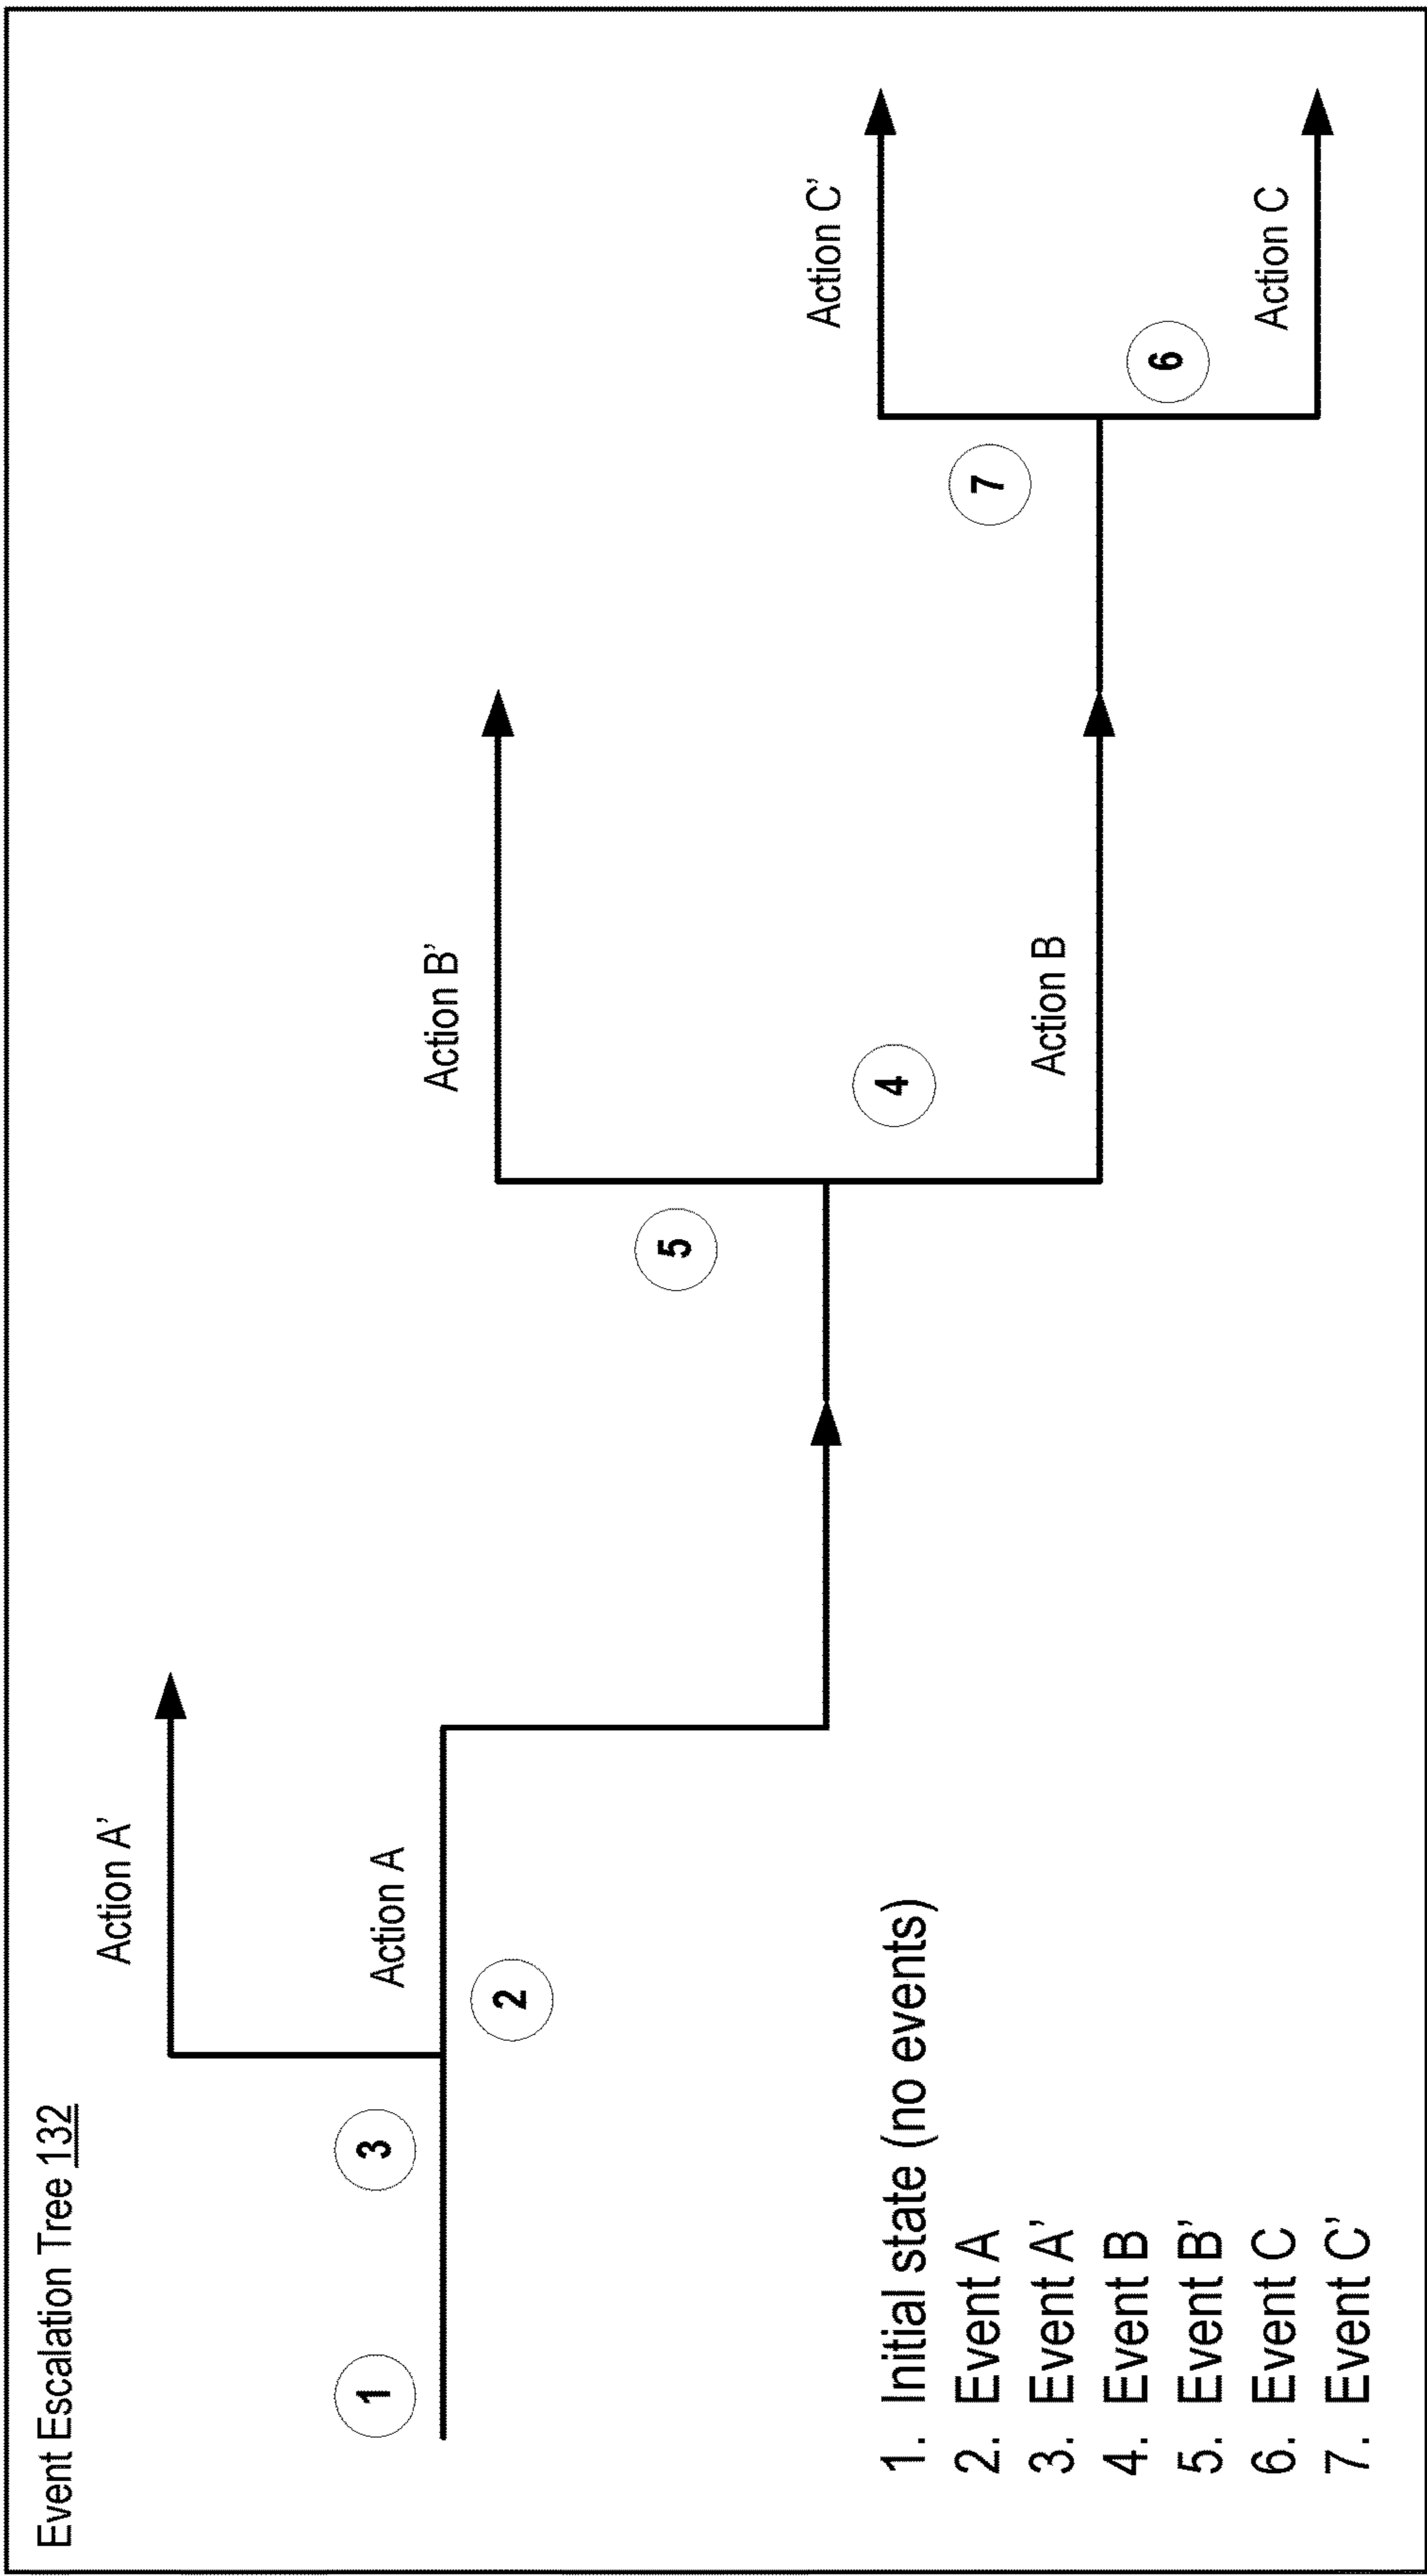 Event Escalation Tree 132
Action A'
3
1
Action A
2
Action B'
5
4
Action B
Action C'
7
6
Action C
1. Initial state (no events)
2. Event A
3. Event A'
4. Event B
5. Event B'
6. Event C
7. Event C'